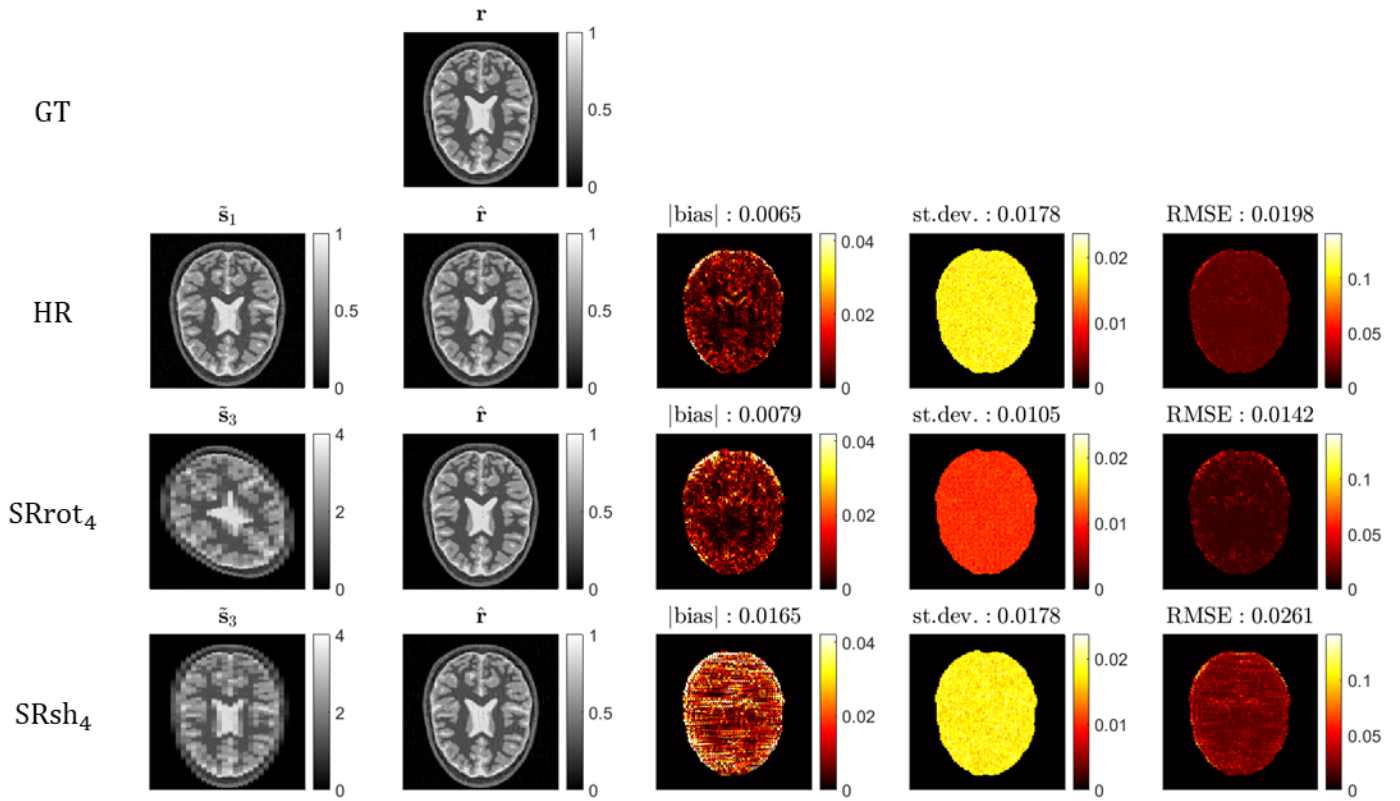 r
GT
1
0.5
0
s̃₁
r̂
|bias| : 0.0065
st.dev. : 0.0178
RMSE : 0.0198
HR
1
0.5
0
1
0.5
0
0.04
0.02
0
0.02
0.01
0
0.1
0.05
0
s̃₃
r̂
|bias| : 0.0079
st.dev. : 0.0105
RMSE : 0.0142
SRrot₄
4
2
0
1
0.5
0
0.04
0.02
0
0.02
0.01
0
0.1
0.05
0
s̃₃
r̂
|bias| : 0.0165
st.dev. : 0.0178
RMSE : 0.0261
SRsh₄
4
2
0
1
0.5
0
0.04
0.02
0
0.02
0.01
0
0.1
0.05
0